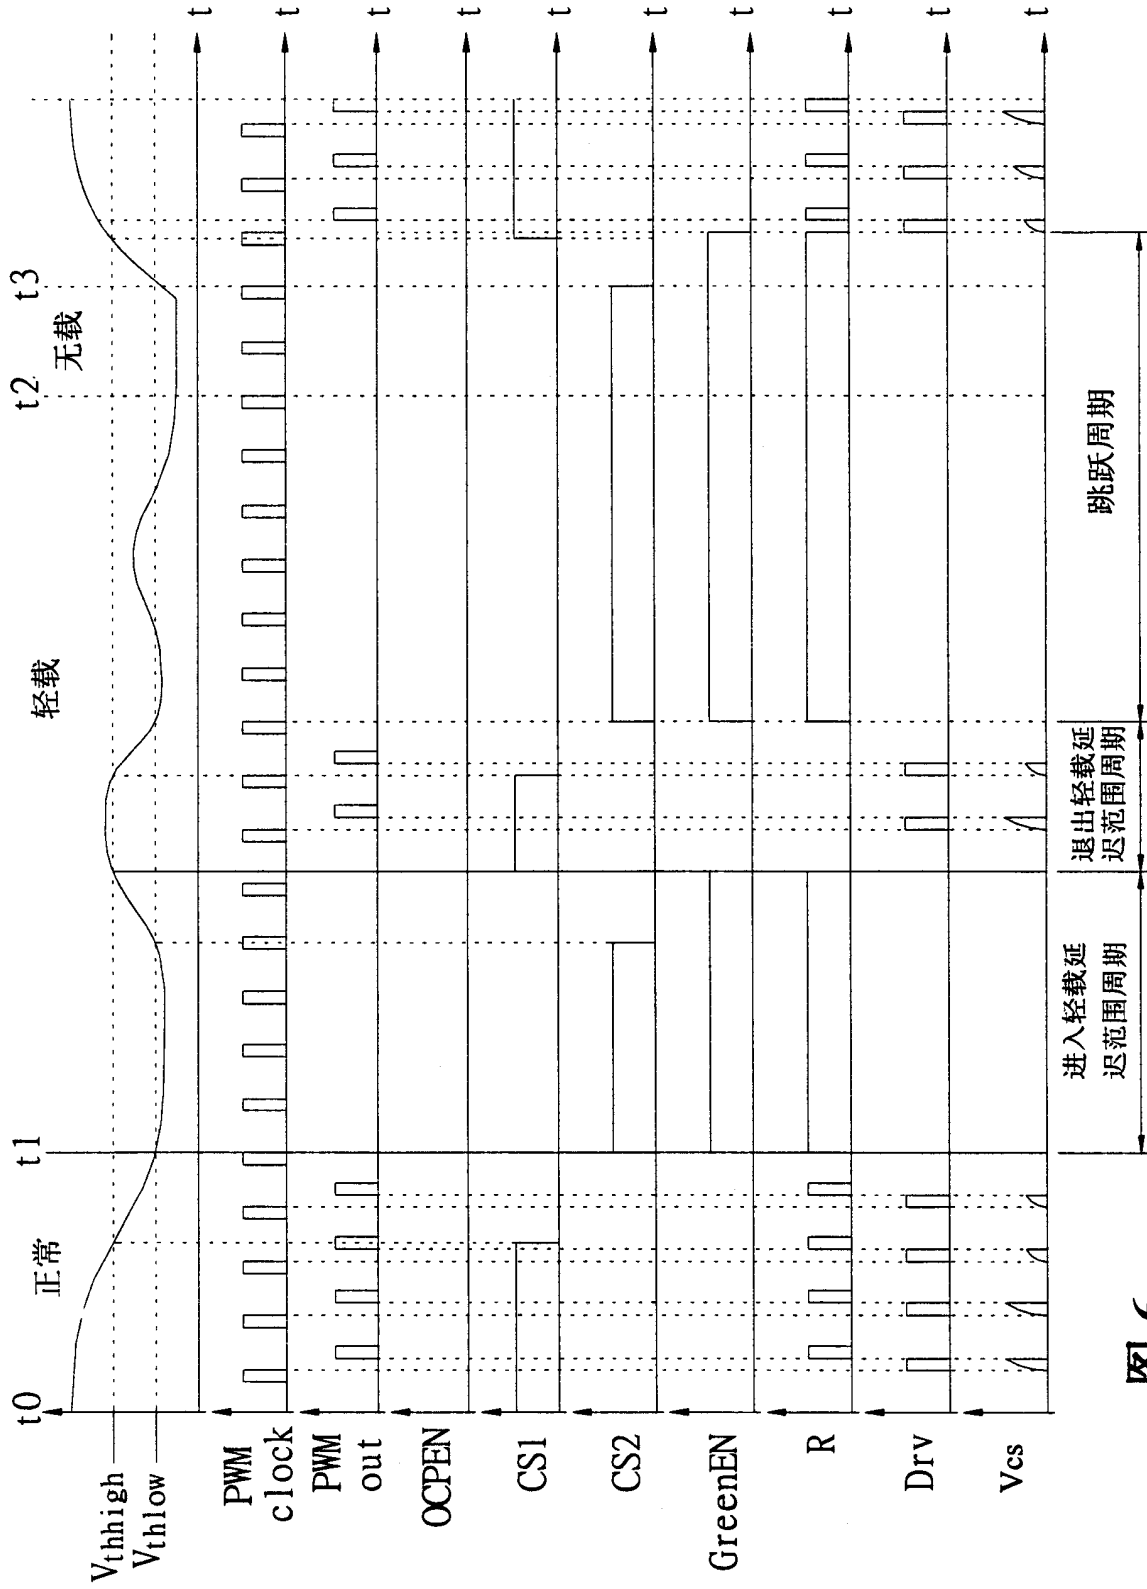 t0
t1
t2
t3
正常
轻载
无载
Vthhigh
Vthlow
t
PWM
clock
t
PWM
out
t
OCPEN
t
CS1
t
CS2
t
GreenEN
t
R
t
Drv
t
Vcs
t
进入轻载延
迟范围周期
退出轻载延
迟范围周期
跳跃周期